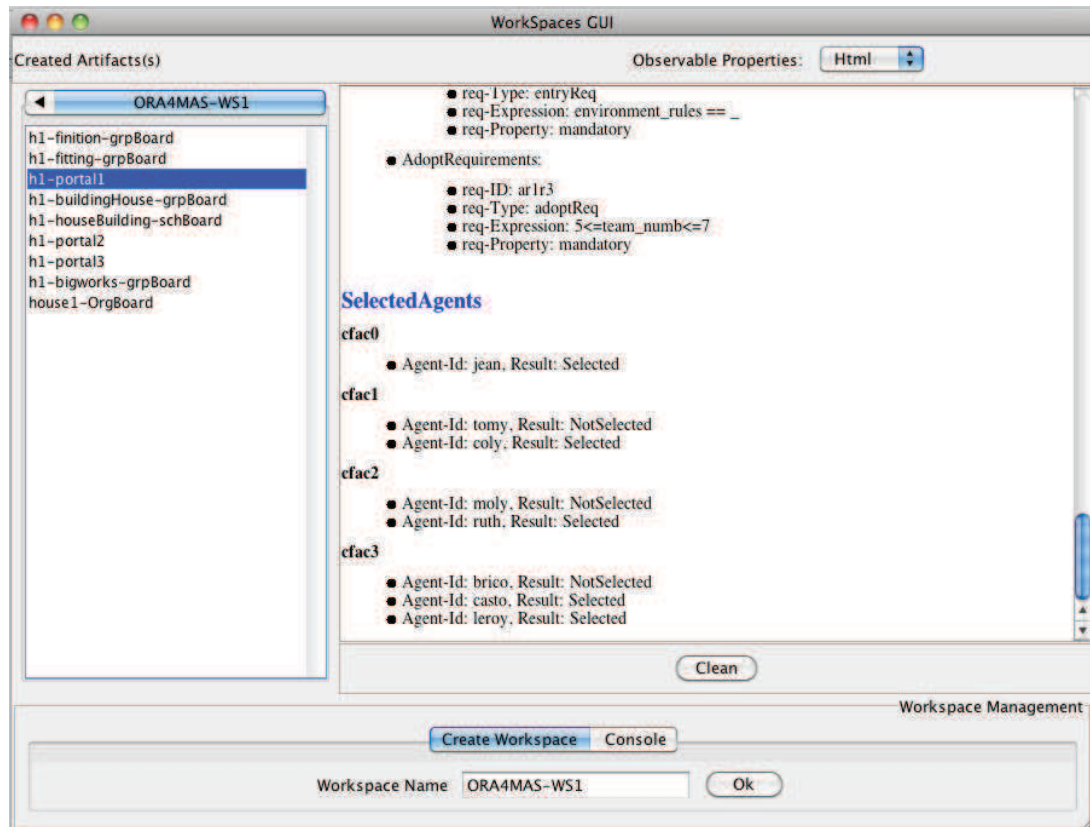 WorkSpaces GUI
Created Artifacts(s)
Observable Properties: Html
ORA4MAS-WS1
h1-finition-grpBoard
h1-fitting-grpBoard
h1-portal1
h1-buildingHouse-grpBoard
h1-houseBuilding-schBoard
h1-portal2
h1-portal3
h1-bigworks-grpBoard
house1-OrgBoard
req-Type: entryReq
req-Expression: environment_rules == _
req-Property: mandatory
AdoptRequirements:
req-ID: ar1r3
req-Type: adoptReq
req-Expression: 5<=team_numb<=7
req-Property: mandatory
SelectedAgents
cfac0
Agent-Id: jean, Result: Selected
cfac1
Agent-Id: tomy, Result: NotSelected
Agent-Id: coly, Result: Selected
cfac2
Agent-Id: moly, Result: NotSelected
Agent-Id: ruth, Result: Selected
cfac3
Agent-Id: brico, Result: NotSelected
Agent-Id: casto, Result: Selected
Agent-Id: leroy, Result: Selected
Clean
Workspace Management
Create Workspace Console
Workspace Name ORA4MAS-WS1 Ok